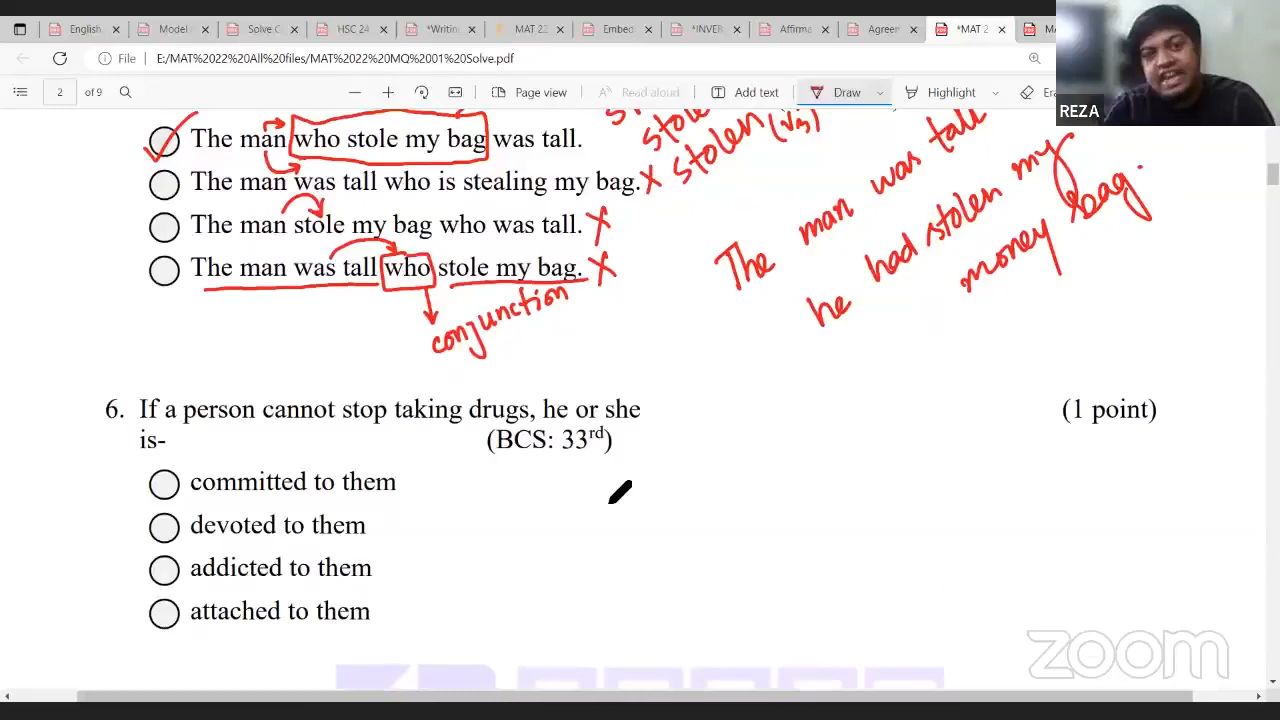 English
Model
Solve C
HSC 24
*Writing
MAT 22
Embed
*INVER
Affirma
Agreer
*MAT 2
File E:/MAT%2022%20All%20files/MAT%2022%20MQ%2001%20Solve.pdf
2 of 9
Page view
Read aloud
Add text
Draw
Highlight
REZA
The man who stole my bag was tall.
The man was tall who is stealing my bag. X
The man stole my bag who was tall. X
The man was tall who stole my bag. X
conjunction
stolen (v3)
The man was tall
he had stolen my
money bag.
6. If a person cannot stop taking drugs, he or she (1 point)
is- (BCS: 33rd)
committed to them
devoted to them
addicted to them
attached to them
zoom